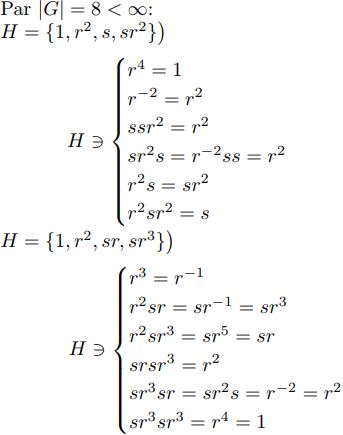 Par |G| = 8 < ∞:
H = {1, r², s, sr²})
H ∋ { r⁴ = 1
r⁻² = r²
ssr² = r²
sr²s = r⁻²ss = r²
r²s = sr²
r²sr² = s
H = {1, r², sr, sr³})
H ∋ { r³ = r⁻¹
r²sr = sr⁻¹ = sr³
r²sr³ = sr⁵ = sr
srsr³ = r²
sr³sr = sr²s = r⁻² = r²
sr³sr³ = r⁴ = 1